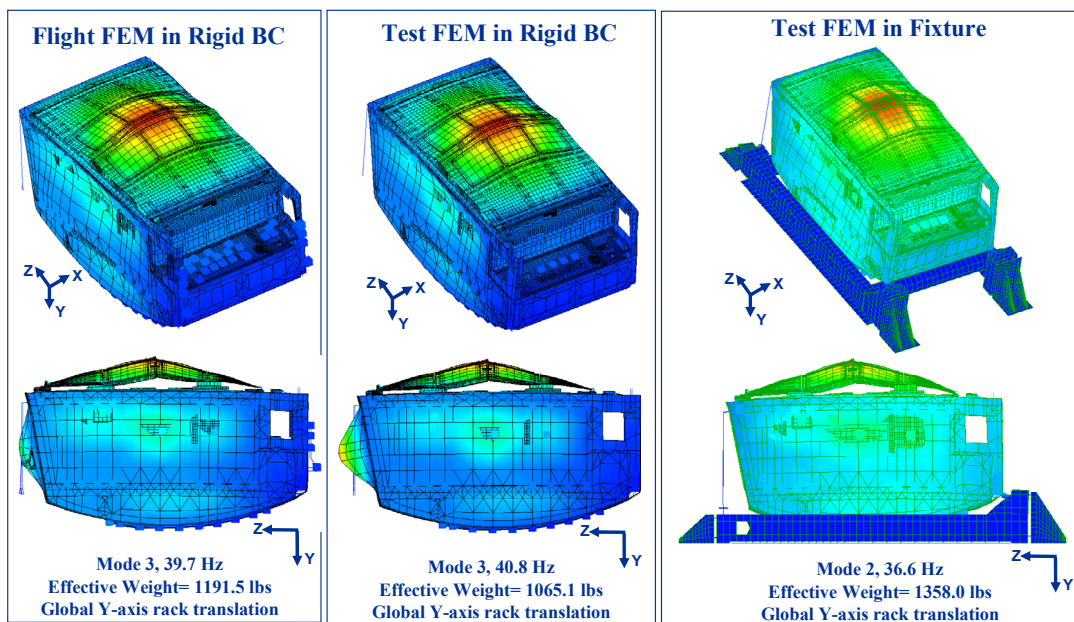 Flight FEM in Rigid BC
Z
X
Y
Z
Y
Mode 3, 39.7 Hz
Effective Weight= 1191.5 lbs
Global Y-axis rack translation
Test FEM in Rigid BC
Z
X
Y
Z
Y
Mode 3, 40.8 Hz
Effective Weight= 1065.1 lbs
Global Y-axis rack translation
Test FEM in Fixture
Z
X
Y
Z
Y
Mode 2, 36.6 Hz
Effective Weight= 1358.0 lbs
Global Y-axis rack translation